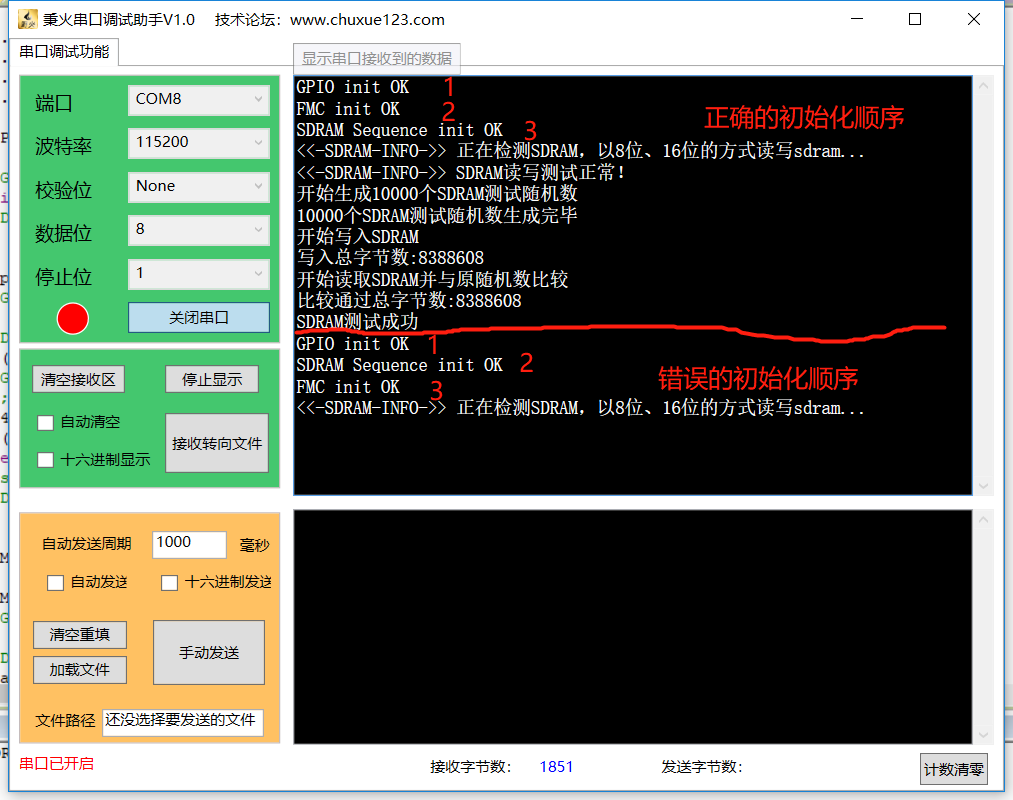 秉火串口调试助手V1.0 技术论坛：www.chuxue123.com
串口调试功能
显示串口接收到的数据
端口 COM8
波特率 115200
校验位 None
数据位 8
停止位 1
关闭串口
清空接收区 停止显示
自动清空
十六进制显示
接收转向文件
自动发送周期 1000 毫秒
自动发送 十六进制发送
清空重填
加载文件
手动发送
文件路径 还没选择要发送的文件
串口已开启
GPIO init OK 1
FMC init OK 2
正确的初始化顺序
SDRAM Sequence init OK 3
<<-SDRAM-INFO->> 正在检测SDRAM，以8位、16位的方式读写sdram...
<<-SDRAM-INFO->> SDRAM读写测试正常！
开始生成10000个SDRAM测试随机数
10000个SDRAM测试随机数生成完毕
开始写入SDRAM
写入总字节数:8388608
开始读取SDRAM并与原随机数比较
比较通过总字节数:8388608
SDRAM测试成功
GPIO init OK 1
SDRAM Sequence init OK 2
错误的初始化顺序
FMC init OK 3
<<-SDRAM-INFO->> 正在检测SDRAM，以8位、16位的方式读写sdram...
接收字节数： 1851 发送字节数：
计数清零